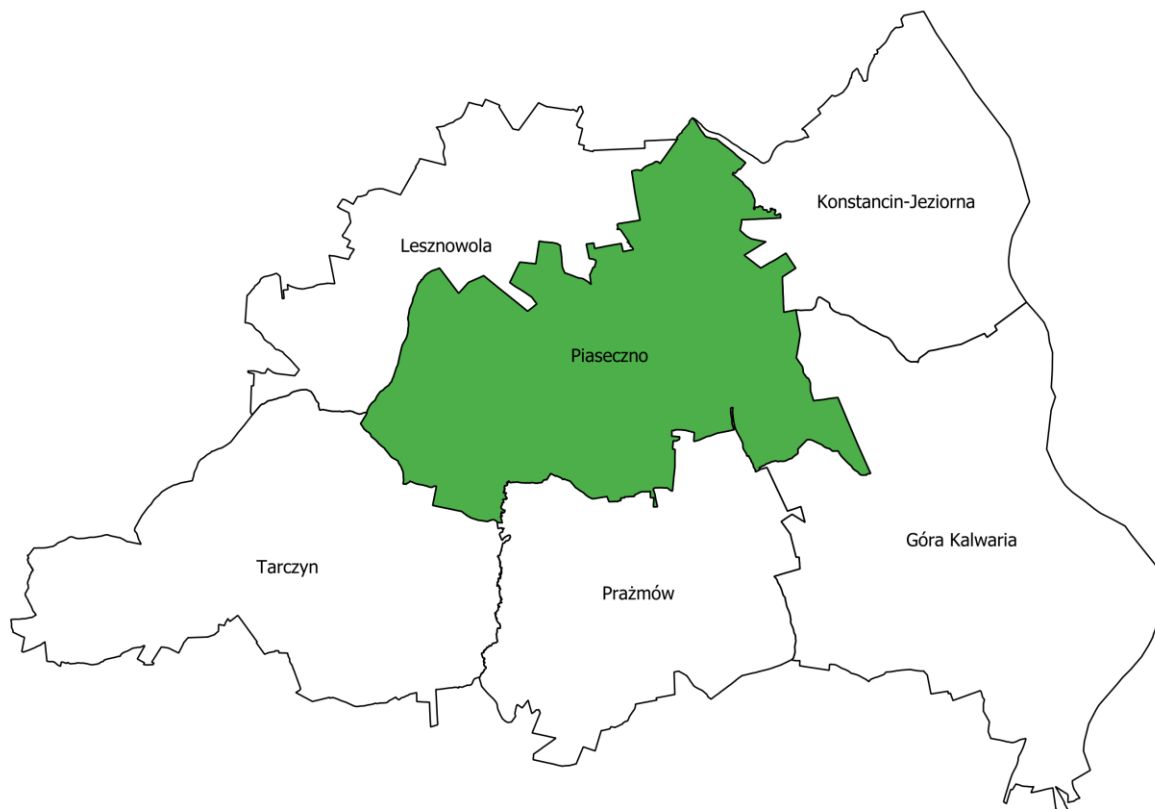 Konstancin-Jeziorna
Lesznowola
Piaseczno
Góra Kalwaria
Tarczyn
Prażmów